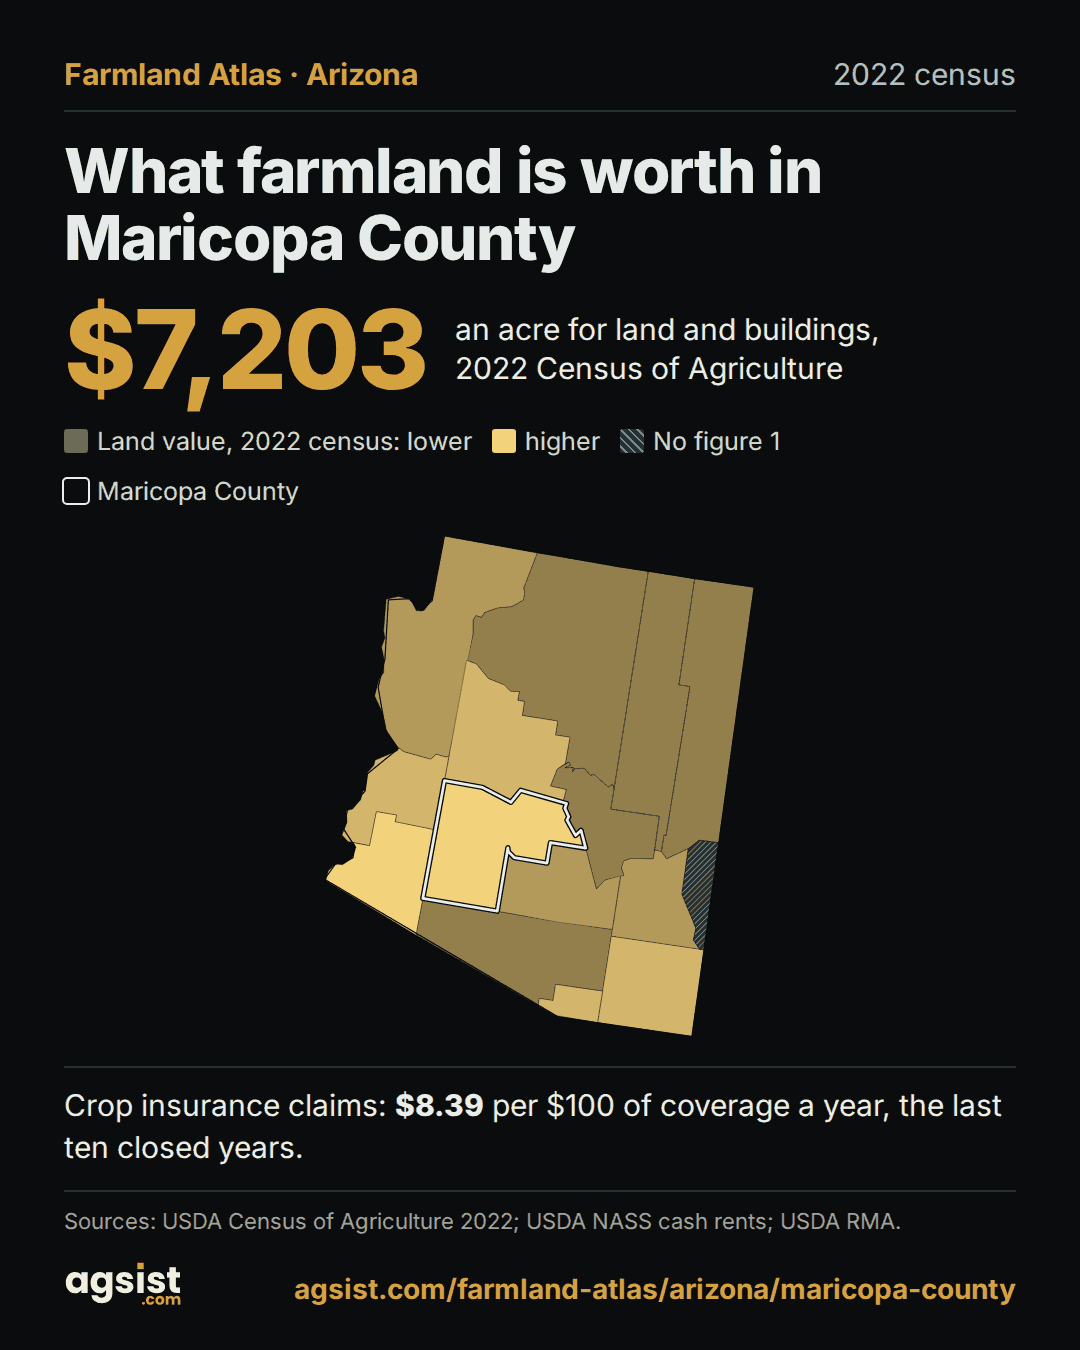 Farmland Atlas · Arizona
2022 census
What farmland is worth in
Maricopa County
$7,203
an acre for land and buildings,
2022 Census of Agriculture
Land value, 2022 census: lower
higher
No figure 1
Maricopa County
Crop insurance claims: $8.39 per $100 of coverage a year, the last
ten closed years.
Sources: USDA Census of Agriculture 2022; USDA NASS cash rents; USDA RMA.
agsist
.com
agsist.com/farmland-atlas/arizona/maricopa-county